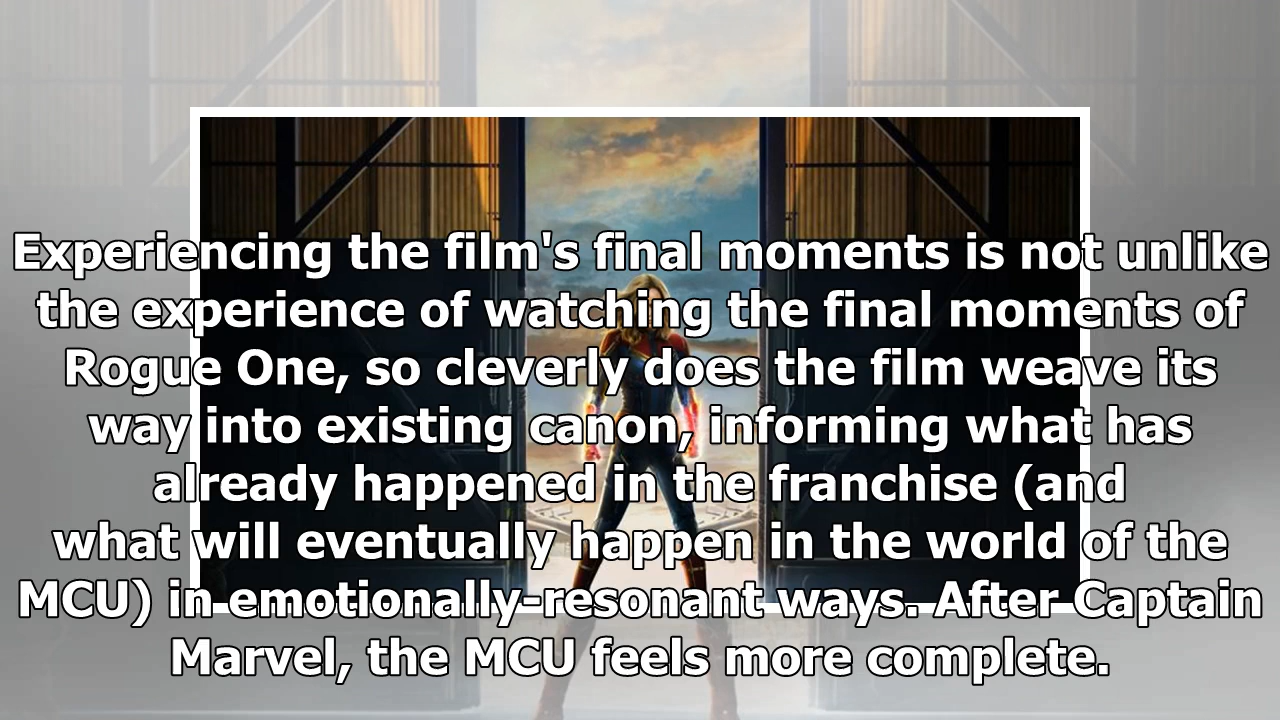 Experiencing the film's final moments is not unlike
the experience of watching the final moments of
Rogue One, so cleverly does the film weave its
way into existing canon, informing what has
already happened in the franchise (and
what will eventually happen in the world of the
MCU) in emotionally-resonant ways. After Captain
Marvel, the MCU feels more complete.